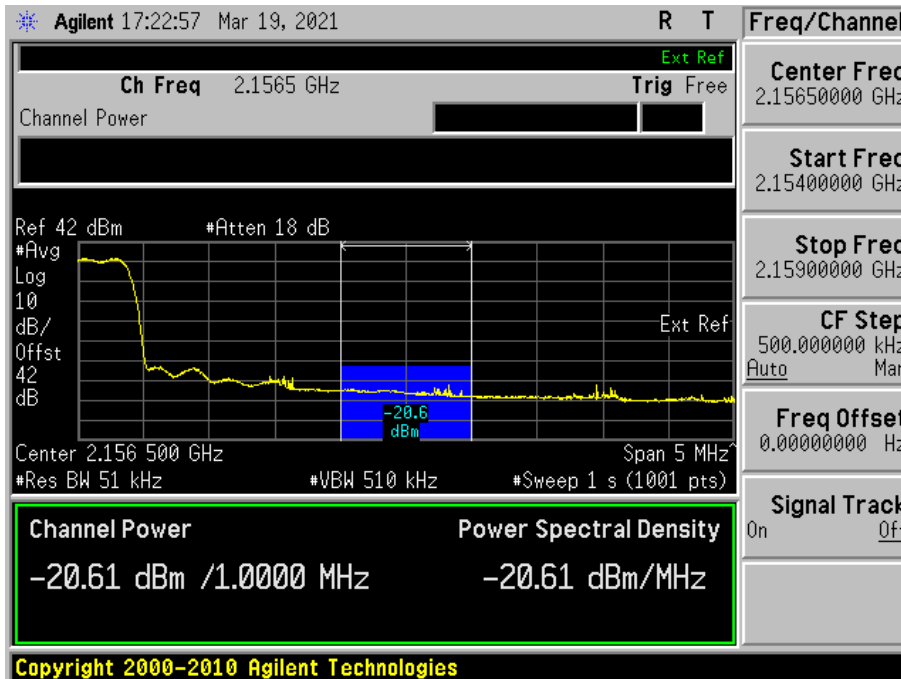 Agilent 17:22:57 Mar 19, 2021 R T
Freq/Channel
Ext Ref
Ch Freq 2.1565 GHz Trig Free
Channel Power
Center Freq
2.15650000 GHz
Start Freq
2.15400000 GHz
Stop Freq
2.15900000 GHz
CF Step
500.000000 kHz
Auto Man
Freq Offset
0.00000000 Hz
Signal Track
On Off
Ref 42 dBm #Atten 18 dB
#Avg
Log
10
dB/
Offst
42
dB
Ext Ref
-20.6
dBm
Center 2.156 500 GHz Span 5 MHz^
#Res BW 51 kHz #VBW 510 kHz #Sweep 1 s (1001 pts)
Channel Power Power Spectral Density
-20.61 dBm /1.0000 MHz -20.61 dBm/MHz
Copyright 2000-2010 Agilent Technologies